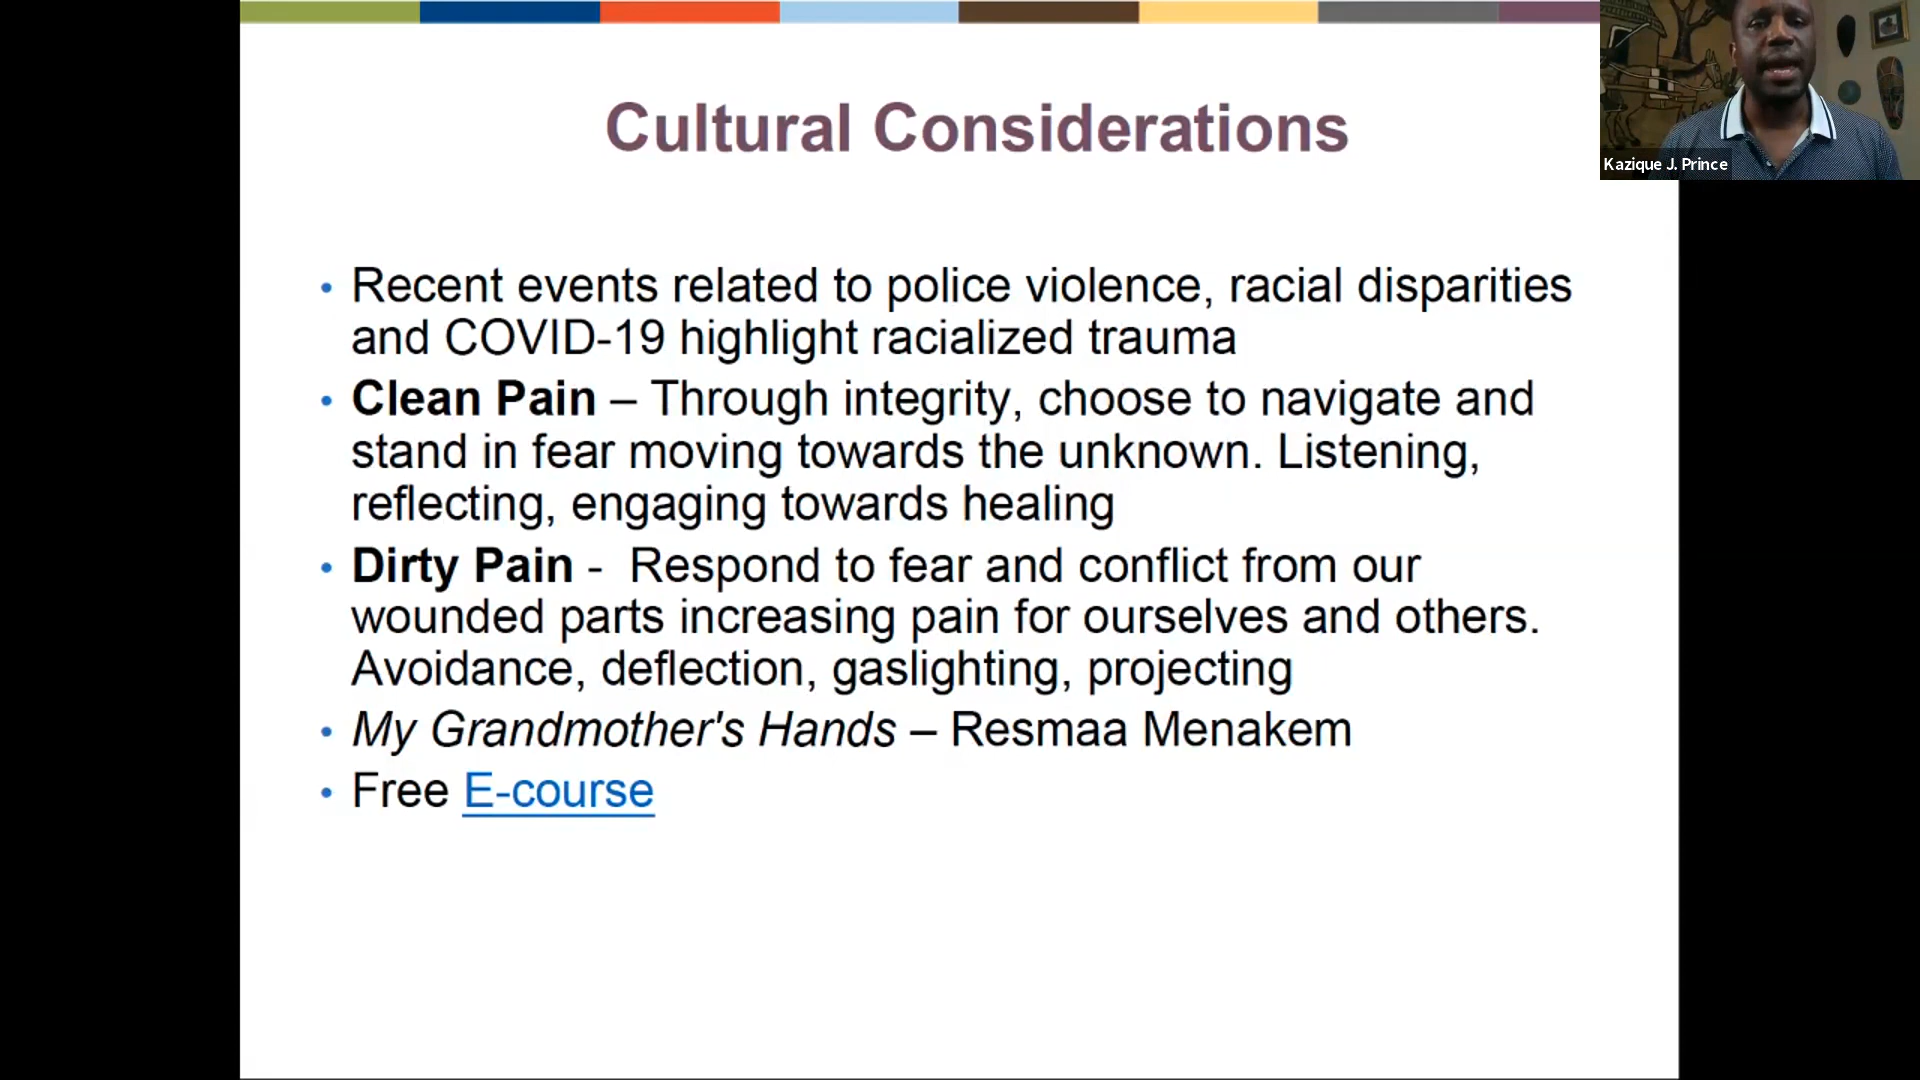 Cultural Considerations
Kazique J. Prince
• Recent events related to police violence, racial disparities
and COVID-19 highlight racialized trauma
• Clean Pain – Through integrity, choose to navigate and
stand in fear moving towards the unknown. Listening,
reflecting, engaging towards healing
• Dirty Pain -  Respond to fear and conflict from our
wounded parts increasing pain for ourselves and others.
Avoidance, deflection, gaslighting, projecting
• My Grandmother's Hands – Resmaa Menakem
• Free E-course